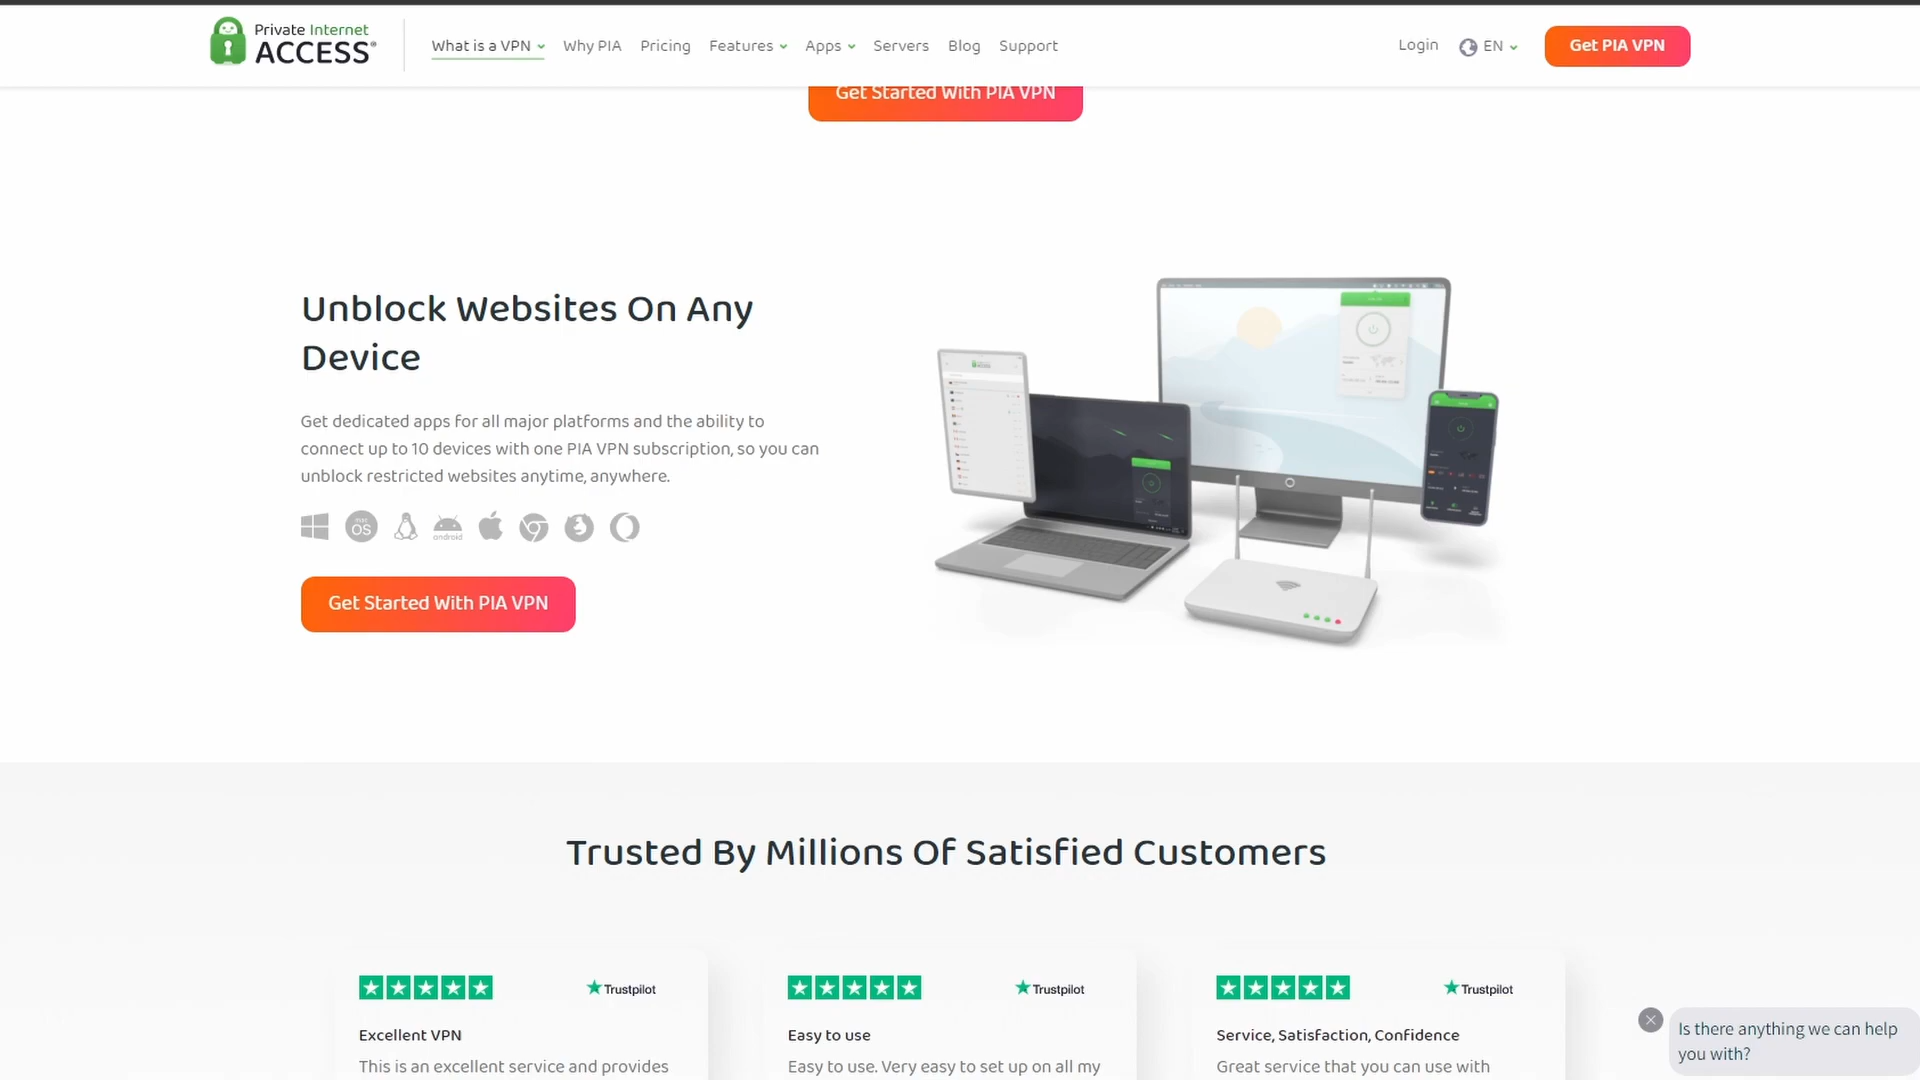 Private Internet
ACCESS®
What is a VPN
Why PIA
Pricing
Features
Apps
Servers
Blog
Support
Login
EN
Get PIA VPN
Get Started With PIA VPN
Unblock Websites On Any
Device
Get dedicated apps for all major platforms and the ability to
connect up to 10 devices with one PIA VPN subscription, so you can
unblock restricted websites anytime, anywhere.
mac
OS
android
Get Started With PIA VPN
Trusted By Millions Of Satisfied Customers
Trustpilot
Trustpilot
Trustpilot
Excellent VPN
Easy to use
Service, Satisfaction, Confidence
This is an excellent service and provides
Easy to use. Very easy to set up on all my
Great service that you can use with
Is there anything we can help
you with?